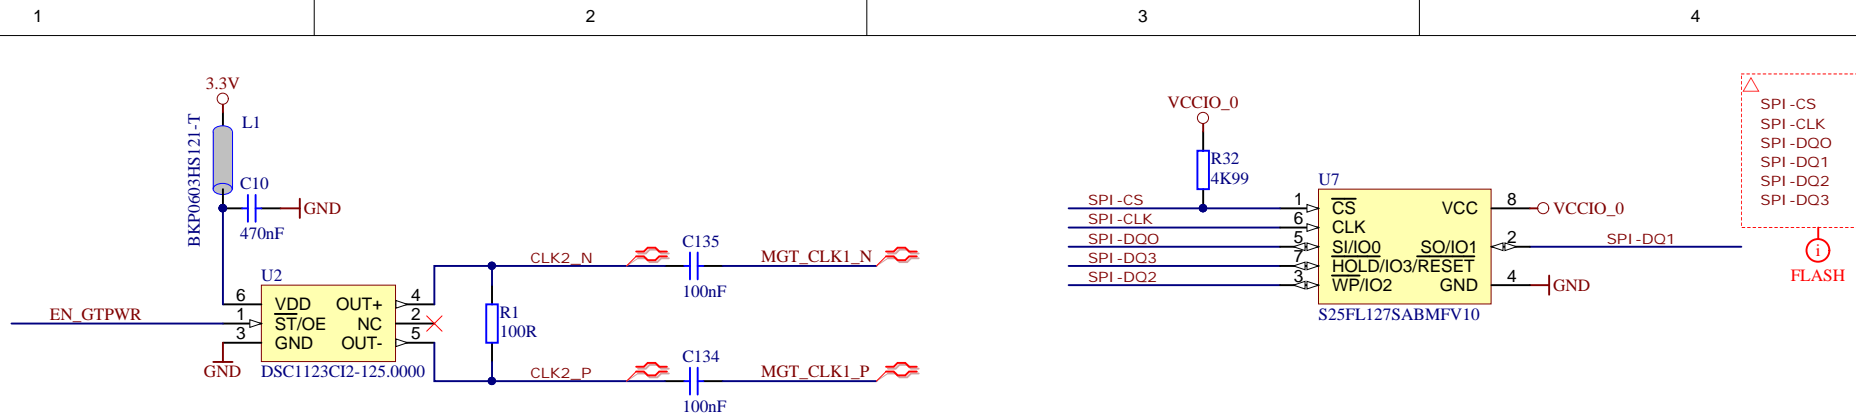 1 2 3 4
3.3V
L1
BKP0603HS121-T
C10
GND
470nF
U2
6 VDD OUT+ 4
EN_GTPWR 1 ST/OE NC 2
3 GND OUT- 5
GND
DSC1123CI2-125.0000
CLK2_N
C135
100nF
MGT_CLK1_N
R1
100R
CLK2_P
C134
100nF
MGT_CLK1_P
VCCIO_0
R32
4K99
U7
SPI-CS 1 CS VCC 8 VCCIO_0
SPI-CLK 6 CLK
SPI-DQ0 5 SI/IO0 SO/IO1 2 SPI-DQ1
SPI-DQ3 7 HOLD/IO3/RESET
SPI-DQ2 3 WP/IO2 GND 4 GND
S25FL127SABMFV10
SPI-CS
SPI-CLK
SPI-DQ0
SPI-DQ1
SPI-DQ2
SPI-DQ3
i
FLASH